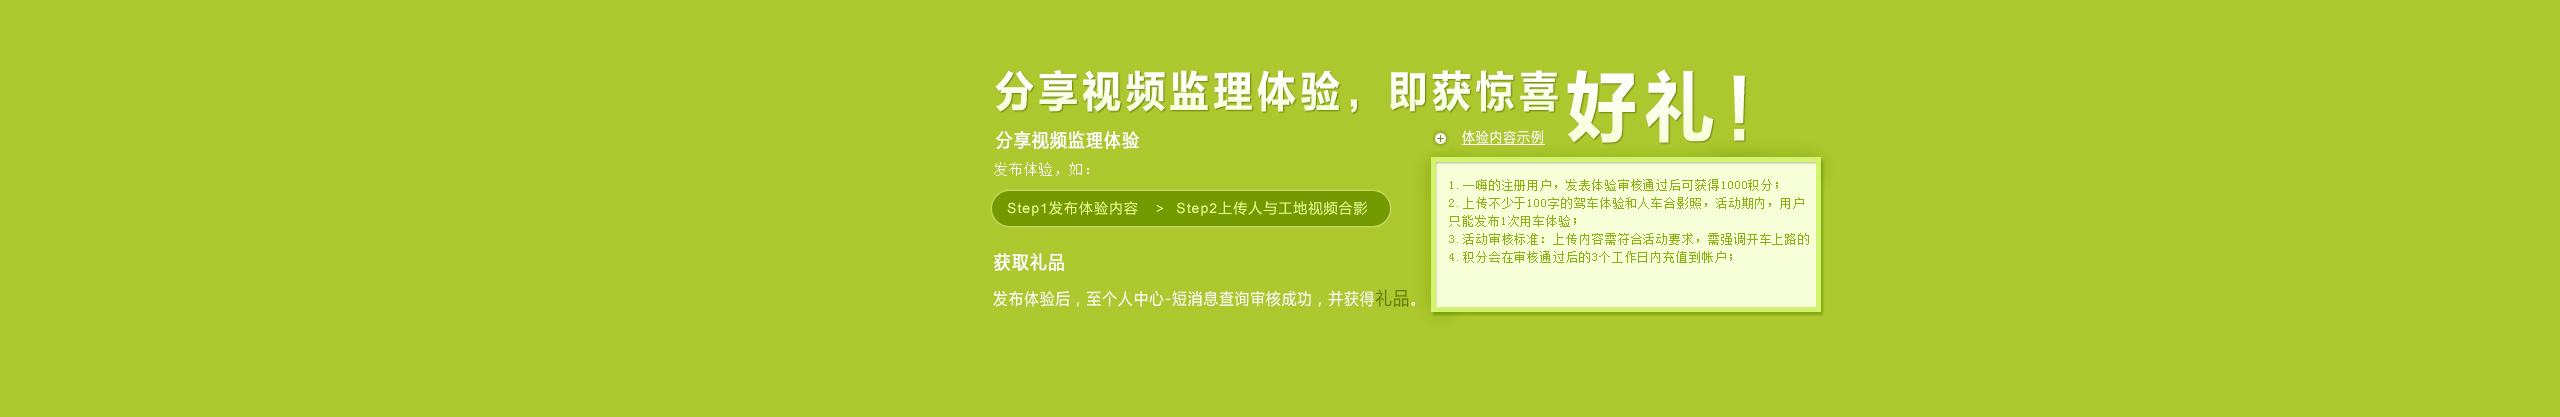 分享视频监理体验，即获惊喜好礼！
分享视频监理体验
发布体验，如：
Step1发布体验内容 > Step2上传人与工地视频合影
获取礼品
发布体验后，至个人中心-短消息查询审核成功，并获得礼品。
体验内容示例
1.一嗨的注册用户，发表体验审核通过后可获得1000积分；
2.上传不少于100字的驾车体验和人车合影照，活动期内，用户
只能发布1次用车体验；
3.活动审核标准：上传内容需符合活动要求，需强调开车上路的
4.积分会在审核通过后的3个工作日内充值到帐户；